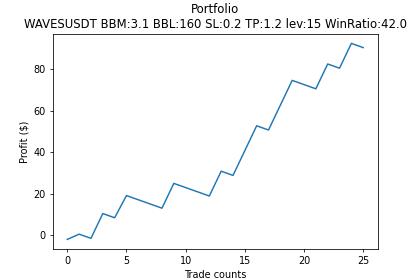 Portfolio
WAVESUSDT BBM:3.1 BBL:160 SL:0.2 TP:1.2 lev:15 WinRatio:42.0
80
60
40
20
0
Profit ($)
0 5 10 15 20 25
Trade counts